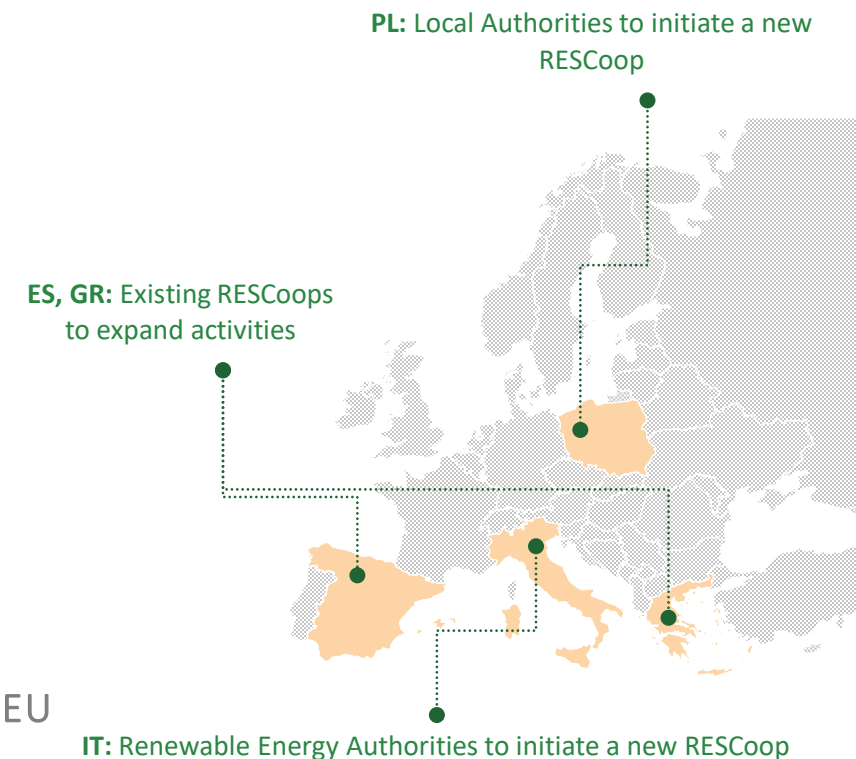 PL: Local Authorities to initiate a new
RESCoop
ES, GR: Existing RESCoops
to expand activities
EU
IT: Renewable Energy Authorities to initiate a new RESCoop